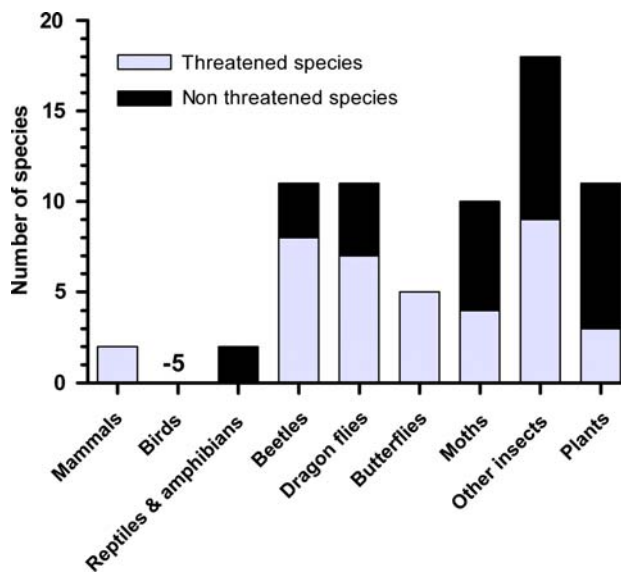 20
15
10
5
0
Number of species
Threatened species
Non threatened species
-5
Mammals
Birds
Reptiles & amphibians
Beetles
Dragon flies
Butterflies
Moths
Other insects
Plants